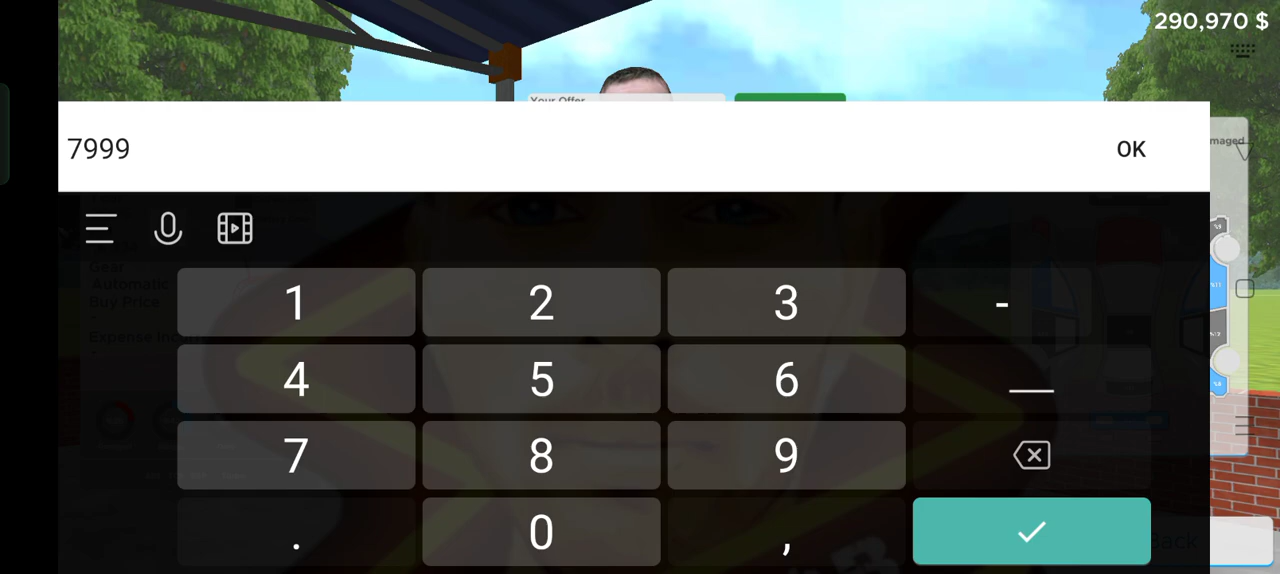 290,970 $
Your Offer
7999
OK
maged
Gear
Automatic
Buy Price
-
Expense
-
1
2
3
-
4
5
6
7
8
9
.
0
,
Back